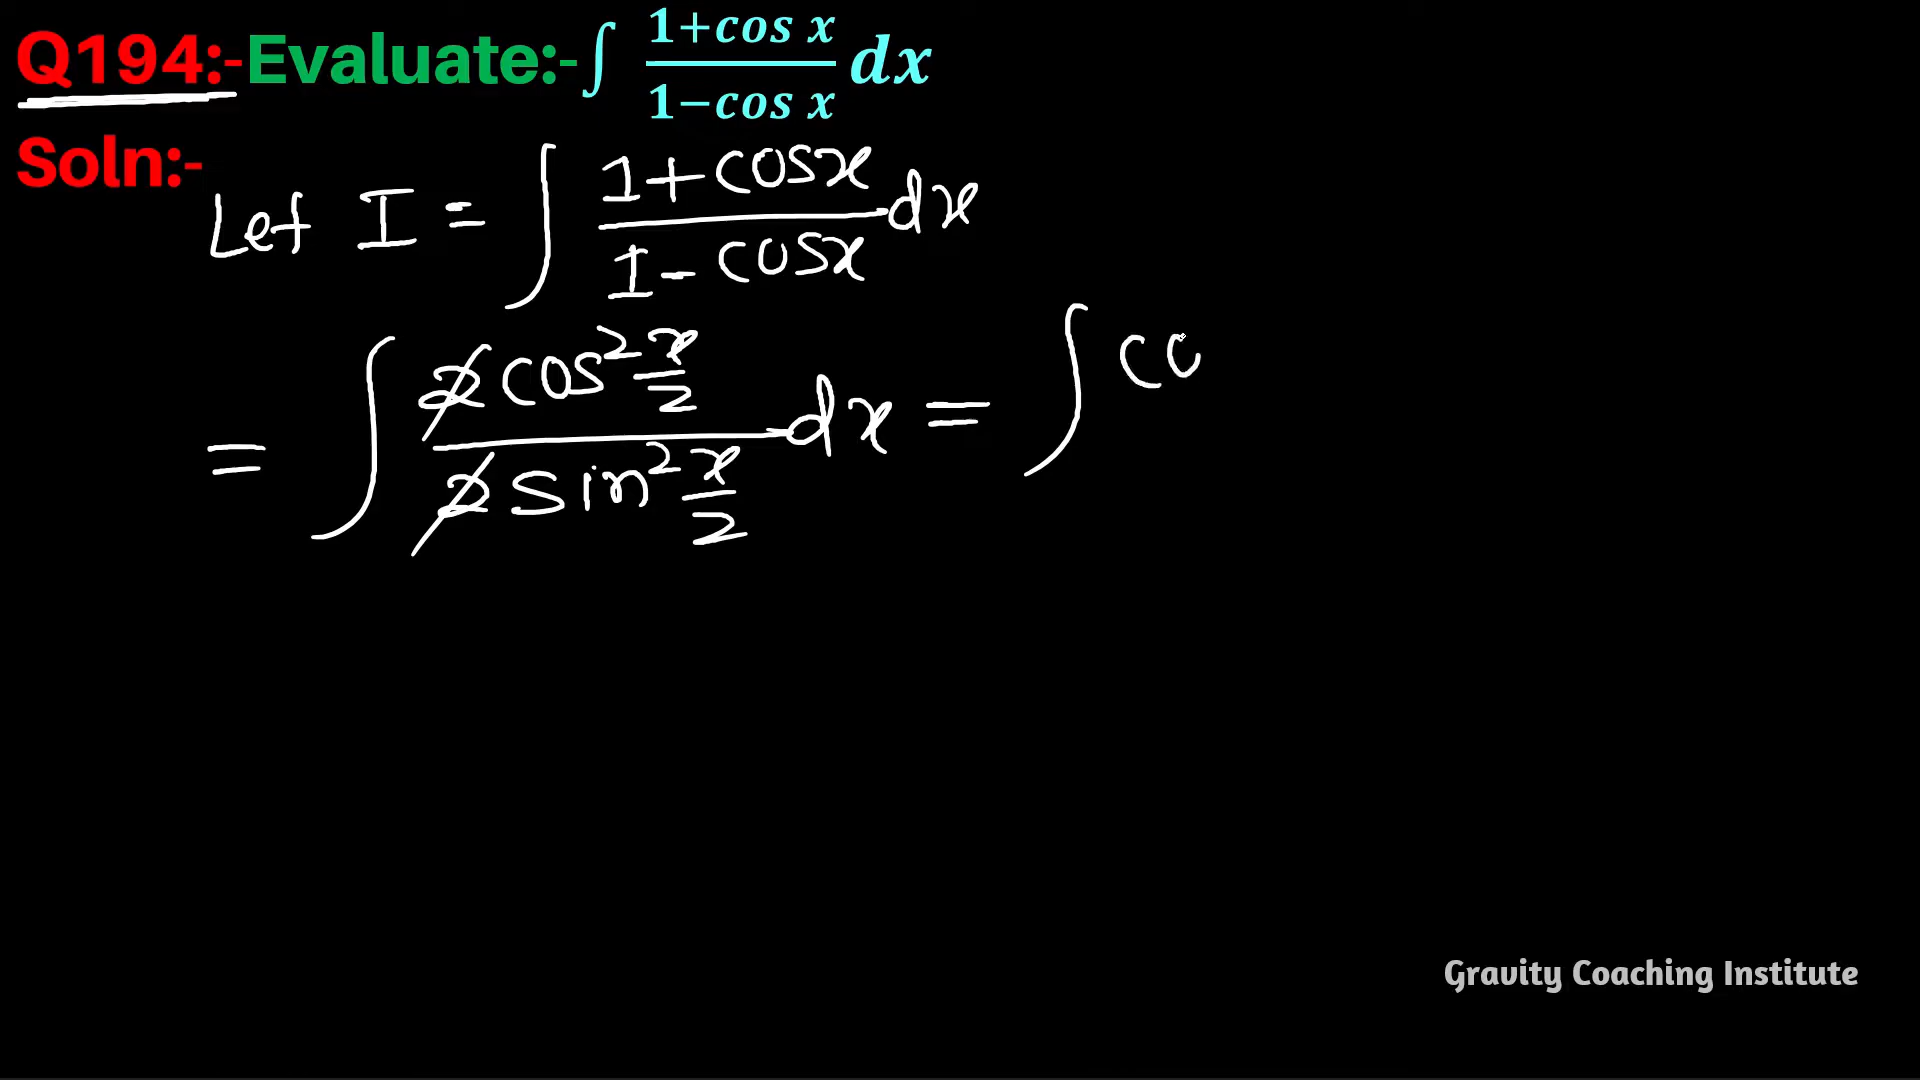 Q194:-Evaluate:-∫ (1+cos x)/(1−cos x) dx
Soln:-
Let I = ∫ (1+cosx)/(1-cosx) dx
= ∫ (2cos² x/2)/(2sin² x/2) dx = ∫ co
Gravity Coaching Institute